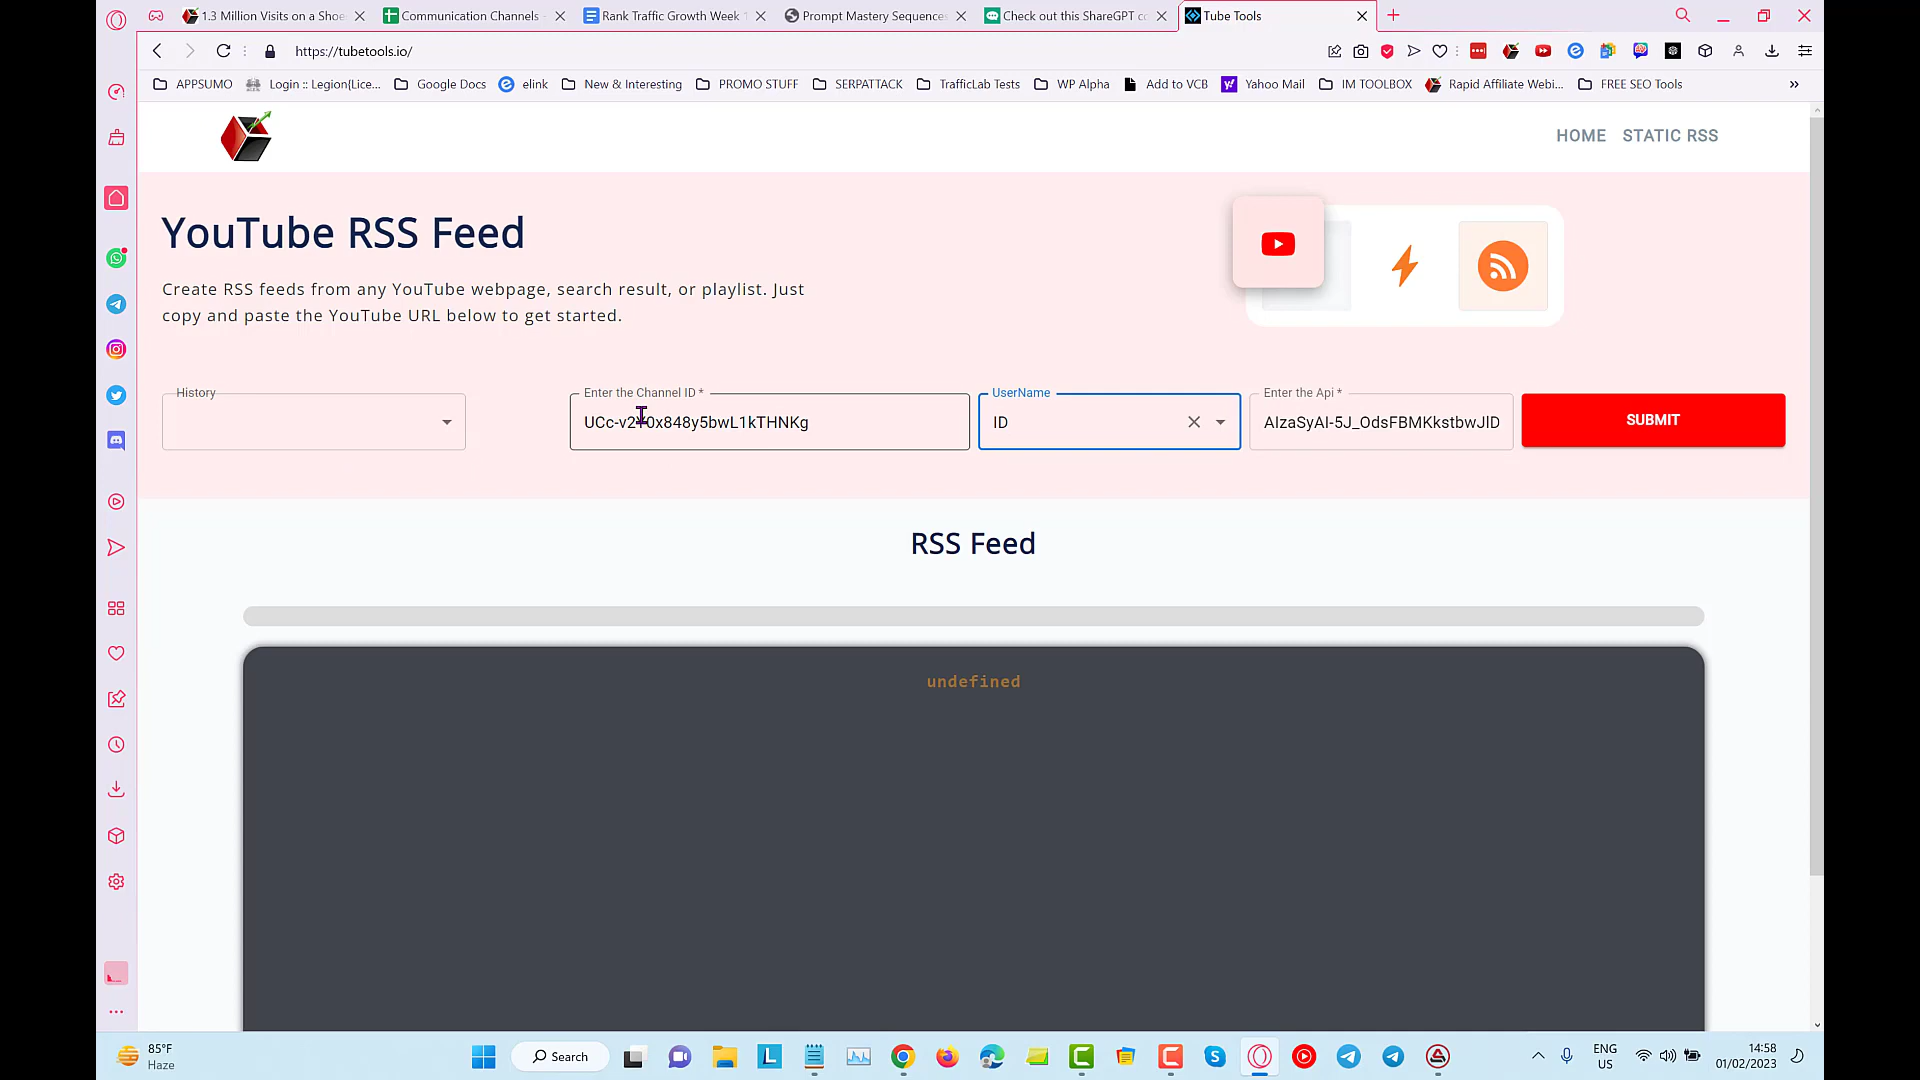 1.3 Million Visits on a Shoe
Communication Channels -
Rank Traffic Growth Week 1
Prompt Mastery Sequences
Check out this ShareGPT co
Tube Tools
https://tubetools.io/
APPSUMO
Login :: Legion{Lice...
Google Docs
elink
New & Interesting
PROMO STUFF
SERPATTACK
TrafficLab Tests
WP Alpha
Add to VCB
Yahoo Mail
IM TOOLBOX
Rapid Affiliate Webi...
FREE SEO Tools
HOME
STATIC RSS
YouTube RSS Feed
Create RSS feeds from any YouTube webpage, search result, or playlist. Just
copy and paste the YouTube URL below to get started.
History
Enter the Channel ID *
UserName
ID
Enter the Api *
AIzaSyAI-5J_OdsFBMKkstbwJID
SUBMIT
RSS Feed
undefined
85°F
Haze
Search
ENG
US
14:58
01/02/2023